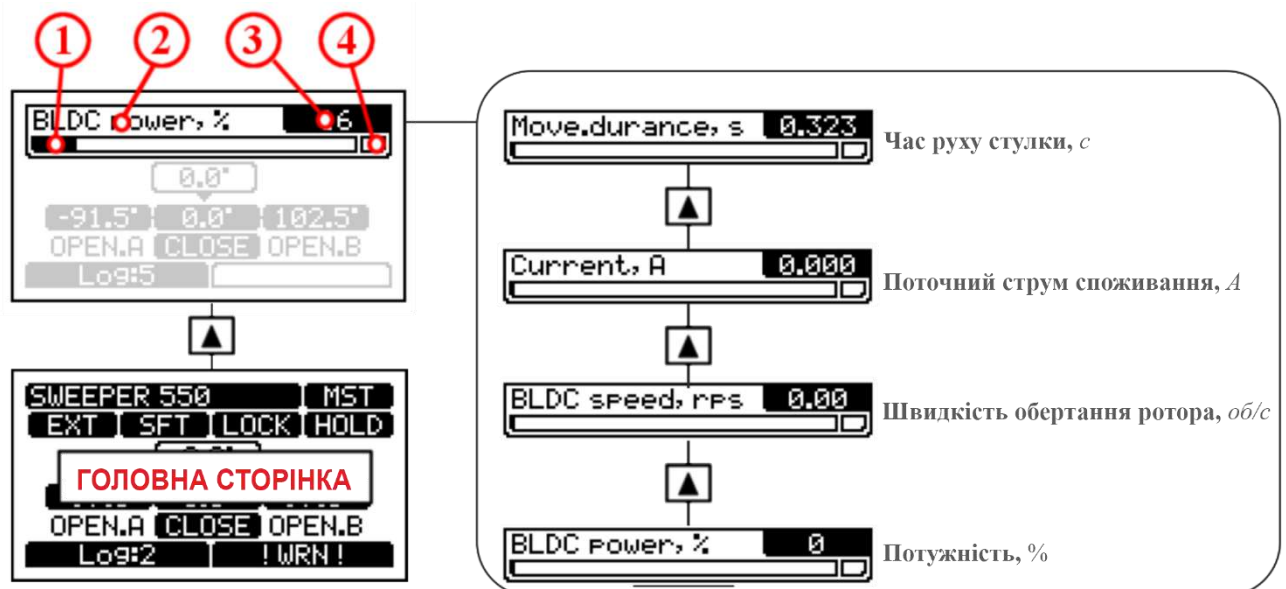 1 2 3 4
BLDC power, % 6
0.0°
-91.5° 0.0° 102.5°
OPEN.A CLOSE OPEN.B
Log:5
SWEEPER 550 MST
EXT SFT LOCK HOLD
ГОЛОВНА СТОРІНКА
OPEN.A CLOSE OPEN.B
Log:2 !WRN!
Move.durance, s 0.323
Час руху стулки, с
Current, A 0.000
Поточний струм споживання, А
BLDC speed, rps 0.00
Швидкість обертання ротора, об/с
BLDC power, % 0
Потужність, %